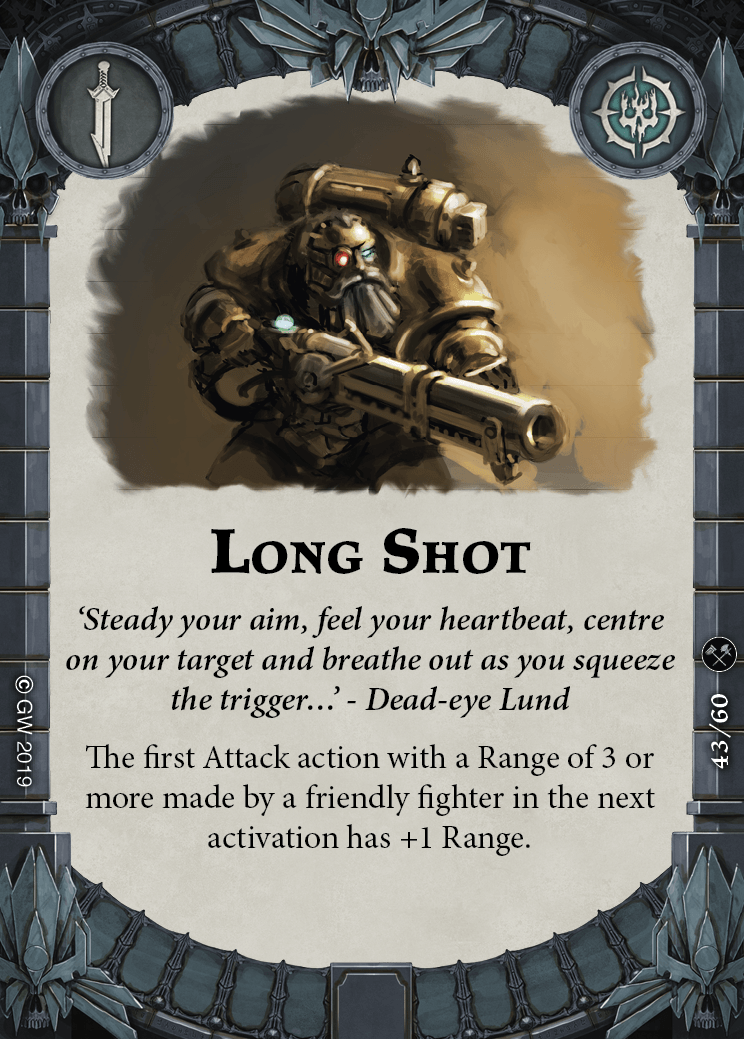 Long Shot
‘Steady your aim, feel your heartbeat, centre
on your target and breathe out as you squeeze
the trigger…’ - Dead-eye Lund
The first Attack action with a Range of 3 or
more made by a friendly fighter in the next
activation has +1 Range.
© GW 2019
43/60